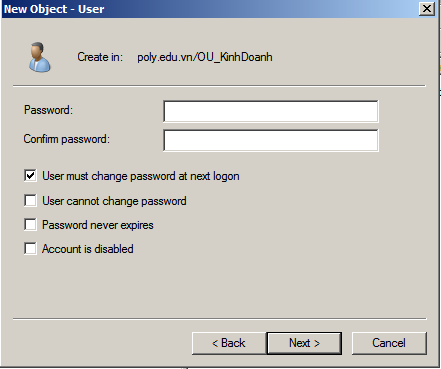 New Object - User
Create in: poly.edu.vn/OU_KinhDoanh
Password:
Confirm password:
User must change password at next logon
User cannot change password
Password never expires
Account is disabled
< Back Next > Cancel